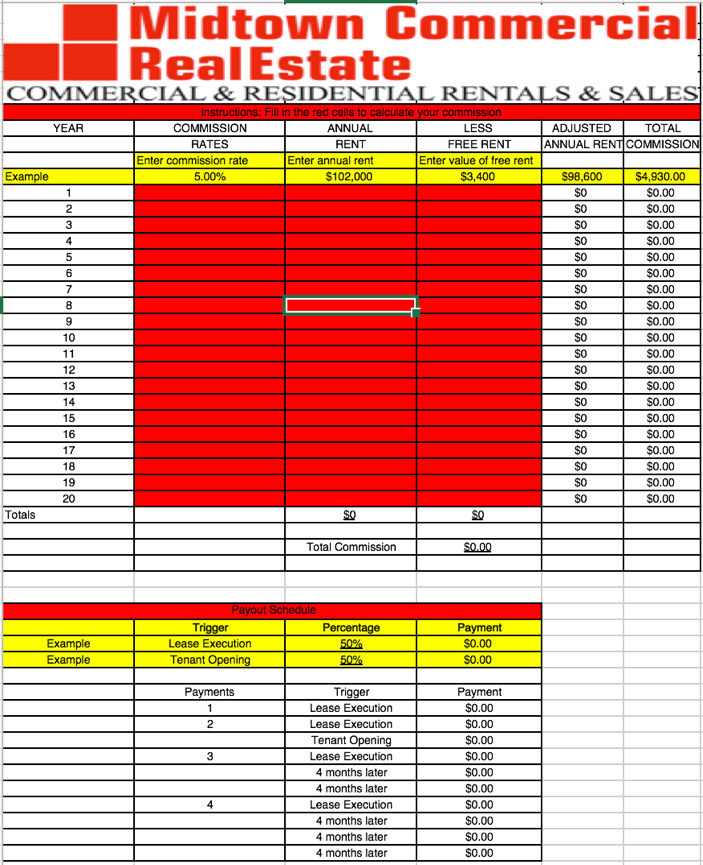 Midtown Commercial
RealEstate
COMMERCIAL & RESIDENTIAL RENTALS & SALES
Instructions: Fill in the red cells to calculate your commission
YEAR COMMISSION ANNUAL LESS ADJUSTED TOTAL
RATES RENT FREE RENT ANNUAL RENT COMMISSION
Enter commission rate Enter annual rent Enter value of free rent
Example 5.00% $102,000 $3,400 $98,600 $4,930.00
1 $0 $0.00
2 $0 $0.00
3 $0 $0.00
4 $0 $0.00
5 $0 $0.00
6 $0 $0.00
7 $0 $0.00
8 $0 $0.00
9 $0 $0.00
10 $0 $0.00
11 $0 $0.00
12 $0 $0.00
13 $0 $0.00
14 $0 $0.00
15 $0 $0.00
16 $0 $0.00
17 $0 $0.00
18 $0 $0.00
19 $0 $0.00
20 $0 $0.00
Totals $0 $0
Total Commission $0.00
Payout Schedule
Trigger Percentage Payment
Example Lease Execution 50% $0.00
Example Tenant Opening 50% $0.00
Payments Trigger Payment
1 Lease Execution $0.00
2 Lease Execution $0.00
Tenant Opening $0.00
3 Lease Execution $0.00
4 months later $0.00
4 months later $0.00
4 Lease Execution $0.00
4 months later $0.00
4 months later $0.00
4 months later $0.00